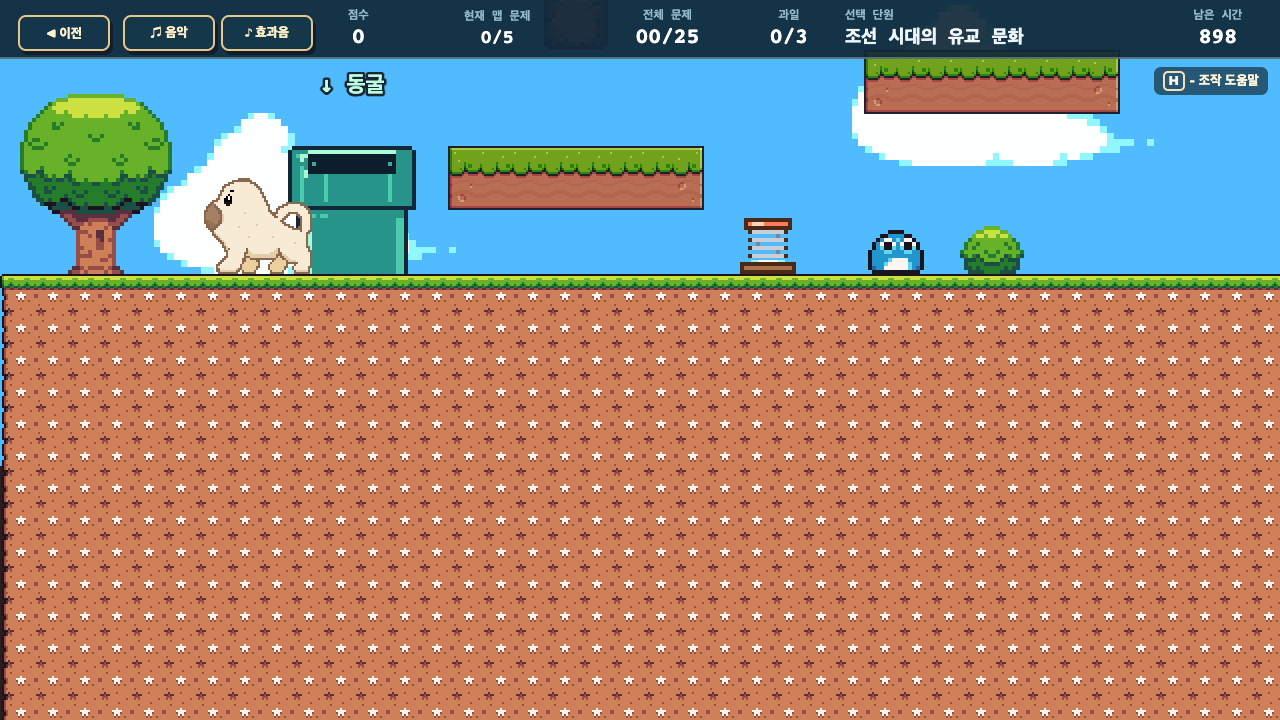 ◀ 이전
♫ 음악
♪ 효과음
점수
0
현재 맵 문제
0/5
전체 문제
00/25
과일
0/3
선택 단원
조선 시대의 유교 문화
남은 시간
898
↓ 동굴
H - 조작 도움말